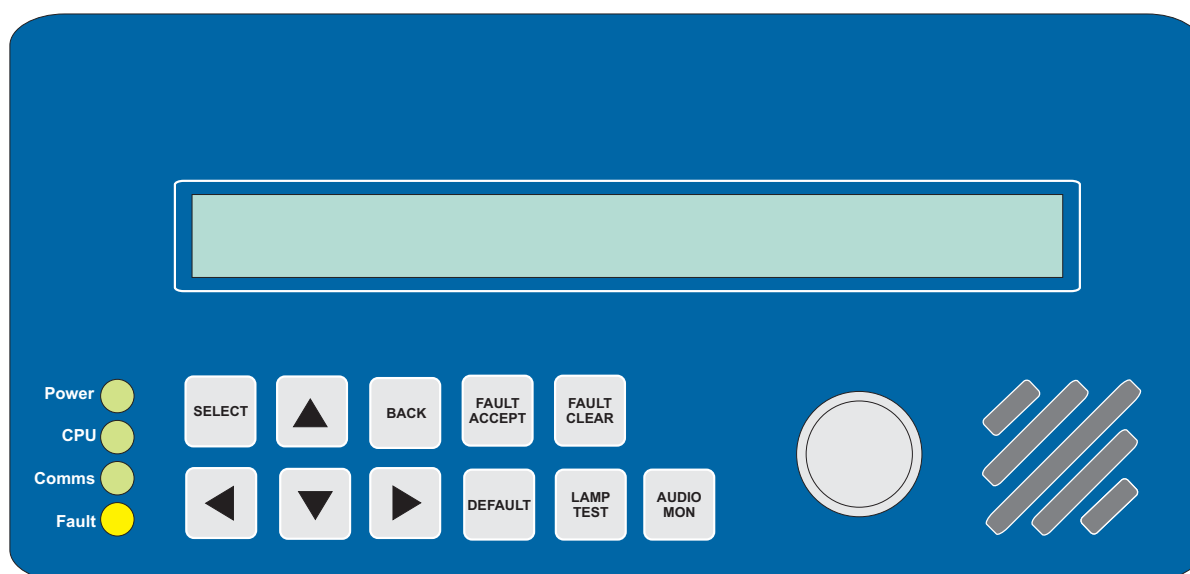 Power
CPU
Comms
Fault
SELECT
BACK
FAULT
ACCEPT
FAULT
CLEAR
DEFAULT
LAMP
TEST
AUDIO
MON